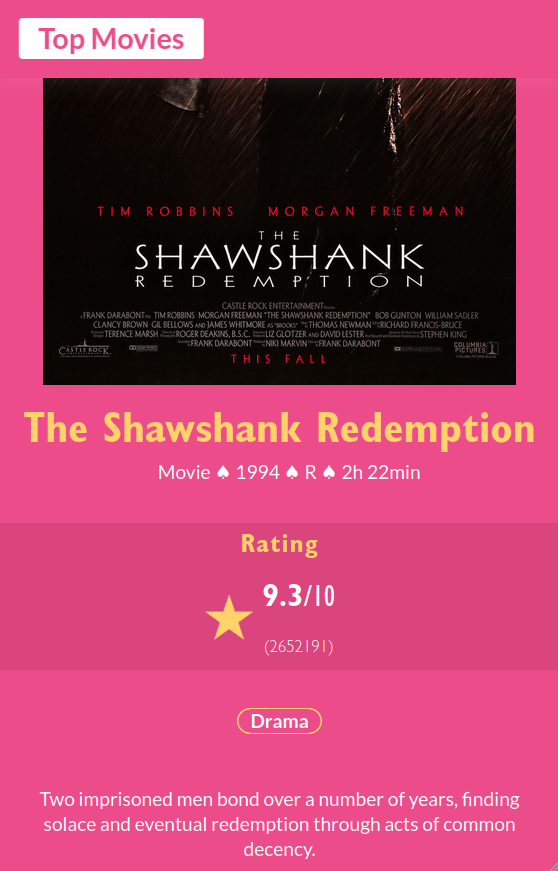 Top Movies
TIM ROBBINS MORGAN FREEMAN
THE
SHAWSHANK
REDEMPTION
CASTLE ROCK ENTERTAINMENT
FRANK DARABONT TIM ROBBINS MORGAN FREEMAN "THE SHAWSHANK REDEMPTION" BOB GUNTON WILLIAM SADLER
CLANCY BROWN GIL BELLOWS AND JAMES WHITMORE AS "BROOKS" THOMAS NEWMAN RICHARD FRANCIS-BRUCE
TERENCE MARSH ROGER DEAKINS, B.S.C. LIZ GLOTZER AND DAVID LESTER STEPHEN KING
FRANK DARABONT NIKI MARVIN FRANK DARABONT
CASTLE ROCK COLUMBIA
PICTURES
THIS FALL
The Shawshank Redemption
Movie ♠ 1994 ♠ R ♠ 2h 22min
Rating
9.3/10
(2652191)
Drama
Two imprisoned men bond over a number of years, finding
solace and eventual redemption through acts of common
decency.